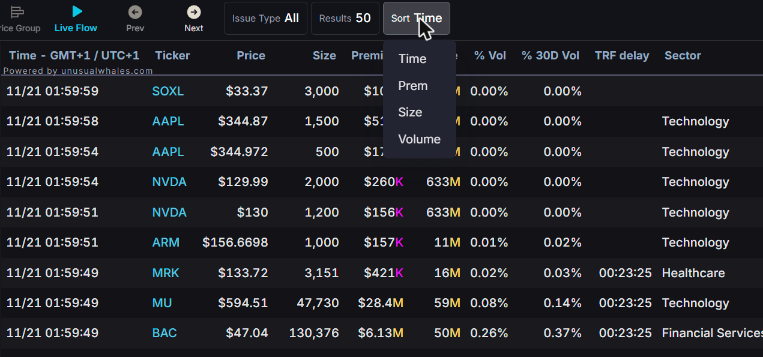 rice Group Live Flow Prev Next Issue Type All Results 50 Sort Time
Time - GMT+1 / UTC+1 Ticker Price Size Premi % Vol % 30D Vol TRF delay Sector
Powered by unusualwhales.com
Time
Prem
Size
Volume
11/21 01:59:59 SOXL $33.37 3,000 $10 M 0.00% 0.00%
11/21 01:59:58 AAPL $344.87 1,500 $51 M 0.00% 0.00% Technology
11/21 01:59:54 AAPL $344.972 500 $17 M 0.00% 0.00% Technology
11/21 01:59:54 NVDA $129.99 2,000 $260K 633M 0.00% 0.00% Technology
11/21 01:59:51 NVDA $130 1,200 $156K 633M 0.00% 0.00% Technology
11/21 01:59:51 ARM $156.6698 1,000 $157K 11M 0.01% 0.02% Technology
11/21 01:59:49 MRK $133.72 3,151 $421K 16M 0.02% 0.03% 00:23:25 Healthcare
11/21 01:59:49 MU $594.51 47,730 $28.4M 59M 0.08% 0.14% 00:23:25 Technology
11/21 01:59:49 BAC $47.04 130,376 $6.13M 50M 0.26% 0.37% 00:23:25 Financial Services